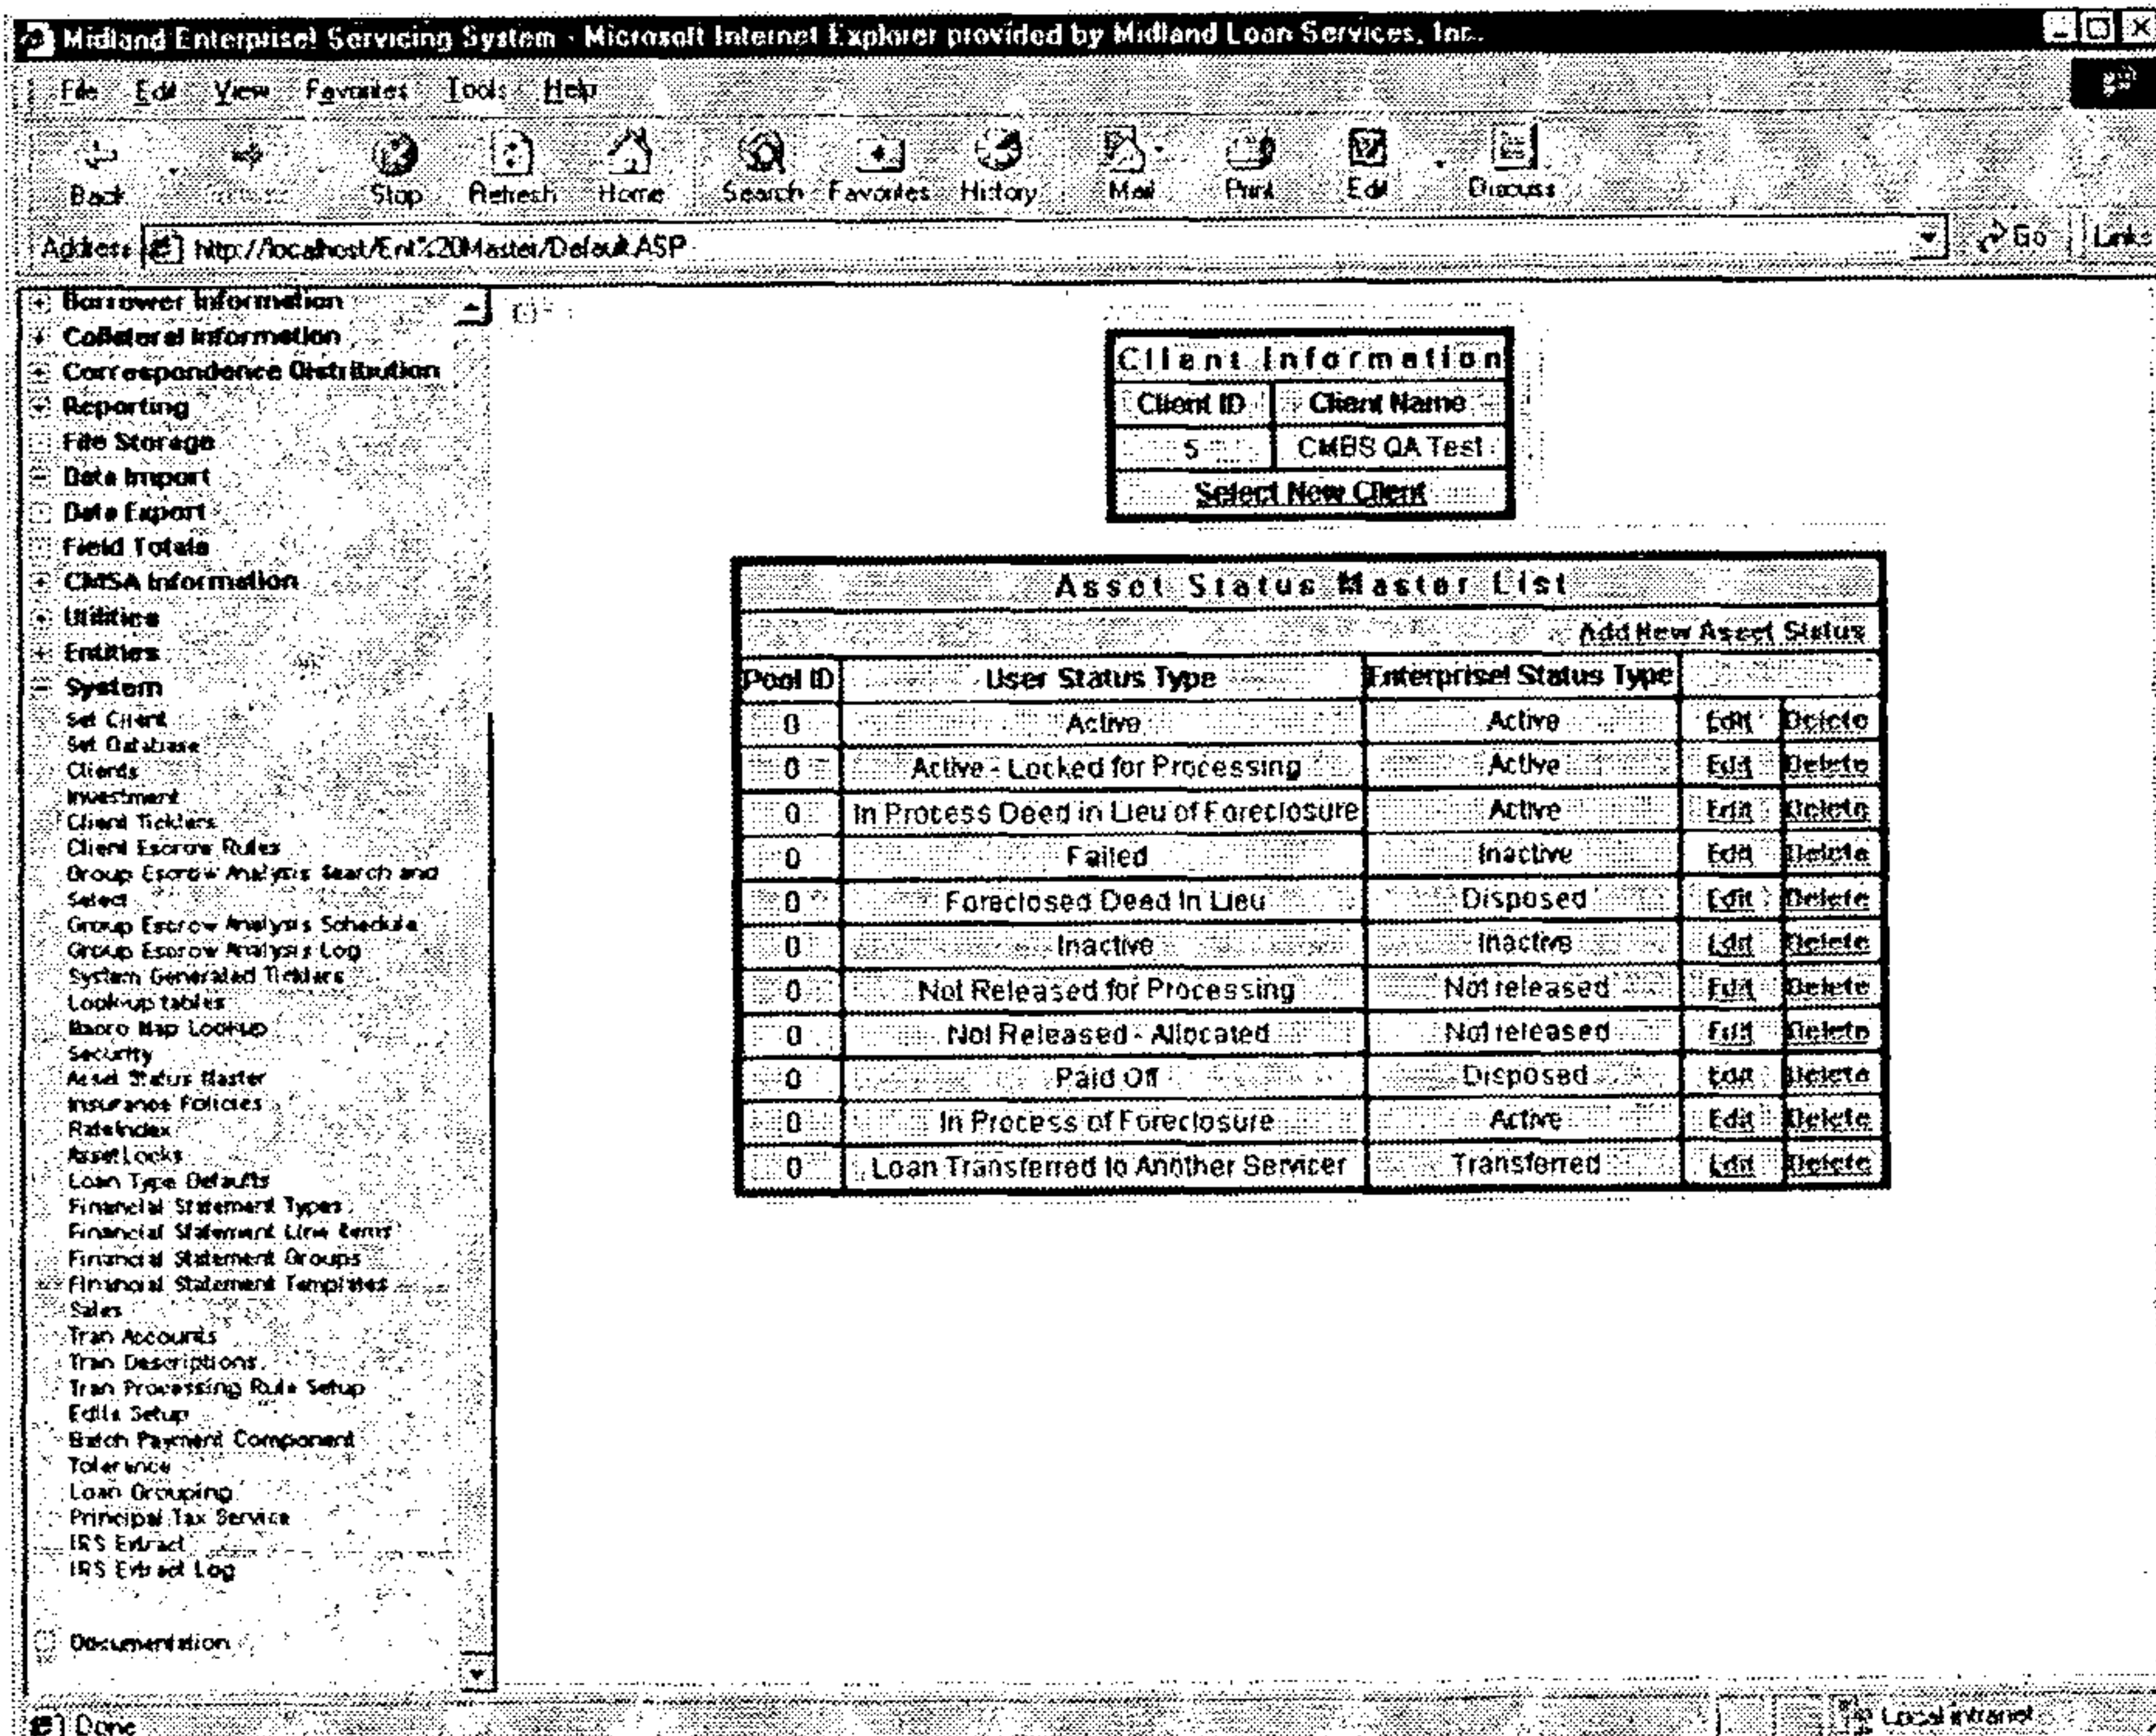 Midland Enterprise! Servicing System - Microsoft Internet Explorer provided by Midland Loan Services, Inc.
File Edit View Favorites Tools Help
Back Stop Refresh Home Search Favorites History Mail Print Edit Discuss
Address http://localhost/Ent%20Master/Default.ASP Go Links
Borrower Information
Collateral Information
Correspondence Distribution
Reporting
File Storage
Data Import
Data Export
Field Totals
CMSA Information
Utilities
Entities
System
Set Client
Set Database
Clients
Investment
Client Ticklers
Client Escrow Rules
Group Escrow Analysis Search and
Select
Group Escrow Analysis Schedule
Group Escrow Analysis Log
System Generated Ticklers
Look-up tables
Macro Map Lookup
Security
Asset Status Master
Insurance Policies
RateIndex
AssetLocks
Loan Type Defaults
Financial Statement Types
Financial Statement Line Items
Financial Statement Groups
Financial Statement Templates
Sales
Tran Accounts
Tran Descriptions
Tran Processing Rule Setup
Edits Setup
Batch Payment Component
Tolerance
Loan Grouping
Principal Tax Service
IRS Extract
IRS Extract Log
Documentation
Client Information
Client ID Client Name
5 CMBS QA Test
Select New Client
Asset Status Master List
Add New Asset Status
Pool ID User Status Type Enterprise! Status Type
0 Active Active Edit Delete
0 Active - Locked for Processing Active Edit Delete
0 In Process Deed in Lieu of Foreclosure Active Edit Delete
0 Failed Inactive Edit Delete
0 Foreclosed Deed In Lieu Disposed Edit Delete
0 Inactive Inactive Edit Delete
0 Not Released for Processing Not released Edit Delete
0 Not Released - Allocated Not released Edit Delete
0 Paid Off Disposed Edit Delete
0 In Process of Foreclosure Active Edit Delete
0 Loan Transferred to Another Servicer Transferred Edit Delete
Done Local intranet